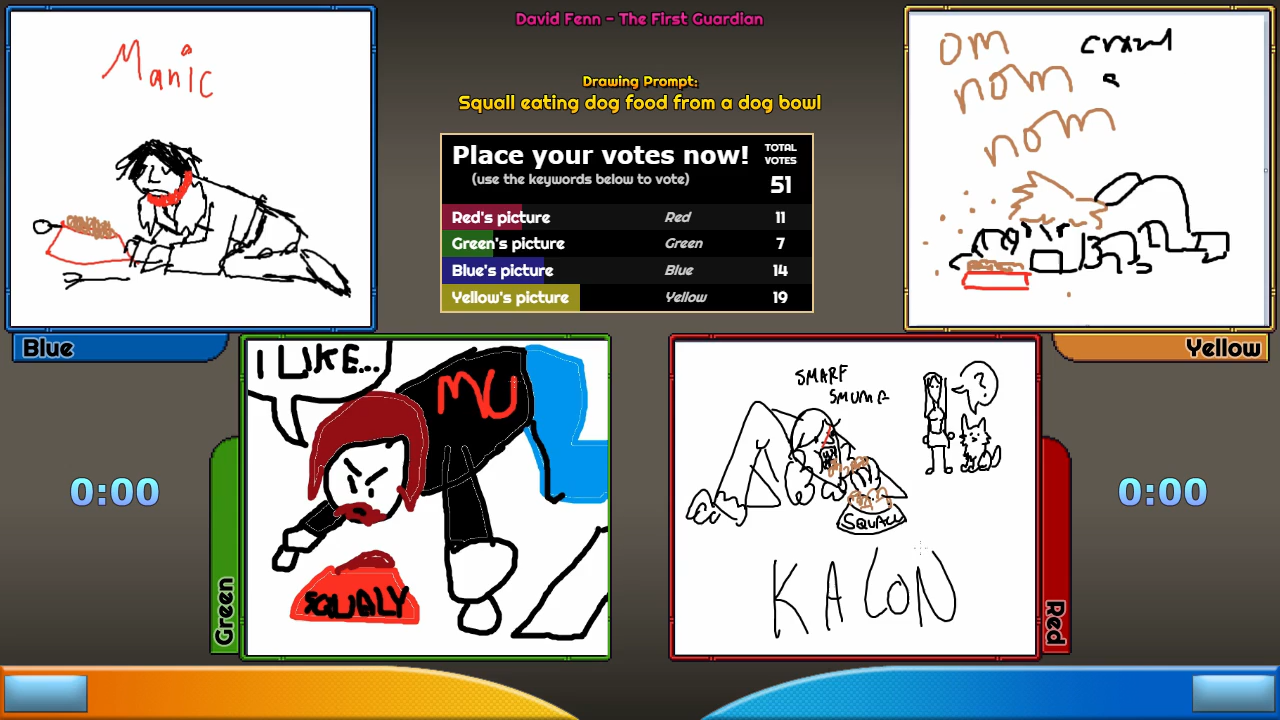 David Fenn - The First Guardian
Drawing Prompt:
Squall eating dog food from a dog bowl
Place your votes now!
(use the keywords below to vote)
TOTAL
VOTES
51
Red's picture Red 11
Green's picture Green 7
Blue's picture Blue 14
Yellow's picture Yellow 19
Manic
Blue
om
nom
nom
Yellow
I LIKE...
MU
SQUALY
Green
0:00
SMARF
?
SQUALL
KALON
Red
0:00